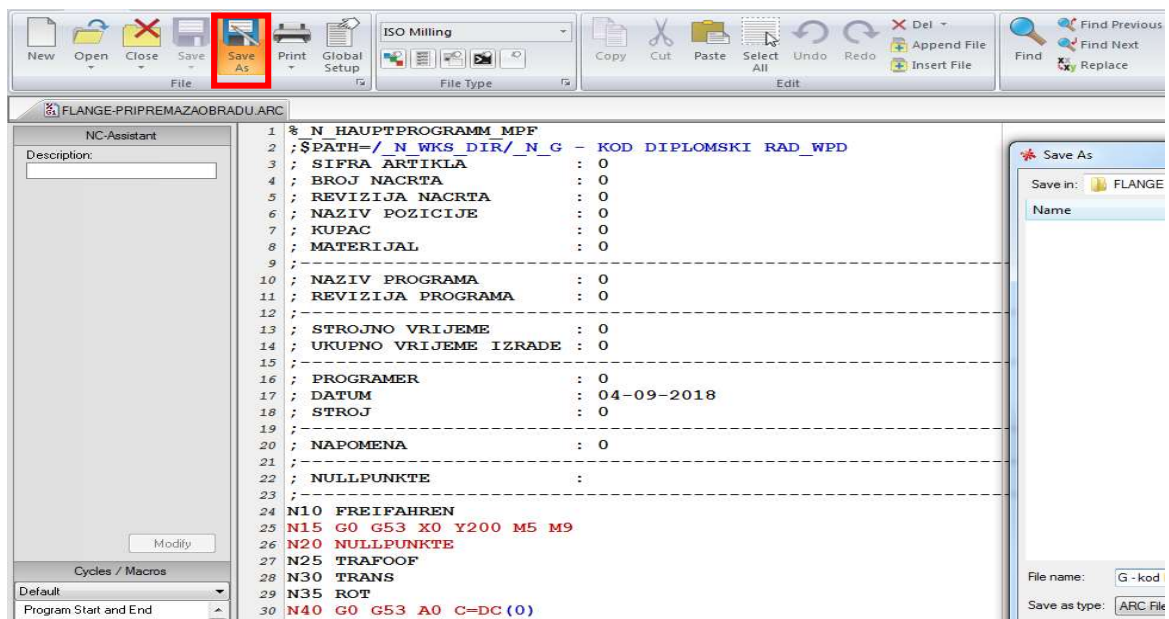 New Open Close Save Save As Print Global Setup
File
ISO Milling
File Type
Copy Cut Paste Select All Undo Redo
Del
Append File
Insert File
Edit
Find
Find Previous
Find Next
Replace
FLANGE-PRIPREMAZAOBRADU.ARC
NC-Assistant
Description:
Modify
Cycles / Macros
Default
Program Start and End
1 %_N_HAUPTPROGRAMM_MPF
2 ;$PATH=/_N_WKS_DIR/_N_G - KOD DIPLOMSKI RAD_WPD
3 ; SIFRA ARTIKLA : 0
4 ; BROJ NACRTA : 0
5 ; REVIZIJA NACRTA : 0
6 ; NAZIV POZICIJE : 0
7 ; KUPAC : 0
8 ; MATERIJAL : 0
9 ;------------------------------------------------------------
10 ; NAZIV PROGRAMA : 0
11 ; REVIZIJA PROGRAMA : 0
12 ;------------------------------------------------------------
13 ; STROJNO VRIJEME : 0
14 ; UKUPNO VRIJEME IZRADE : 0
15 ;------------------------------------------------------------
16 ; PROGRAMER : 0
17 ; DATUM : 04-09-2018
18 ; STROJ : 0
19 ;------------------------------------------------------------
20 ; NAPOMENA : 0
21 ;------------------------------------------------------------
22 ; NULLPUNKTE :
23 ;------------------------------------------------------------
24 N10 FREIFAHREN
25 N15 G0 G53 X0 Y200 M5 M9
26 N20 NULLPUNKTE
27 N25 TRAFOOF
28 N30 TRANS
29 N35 ROT
30 N40 G0 G53 A0 C=DC(0)
Save As
Save in: FLANGE
Name
File name: G - kod
Save as type: ARC File